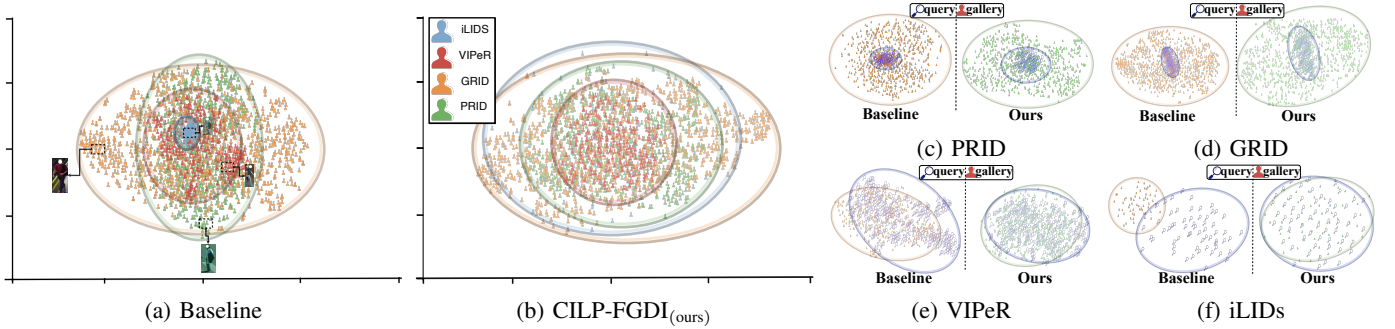 iLIDS
VIPeR
GRID
PRID
(a) Baseline
(b) CILP-FGDI(ours)
query gallery
Baseline Ours
(c) PRID
query gallery
Baseline Ours
(d) GRID
query gallery
Baseline Ours
(e) VIPeR
query gallery
Baseline Ours
(f) iLIDs